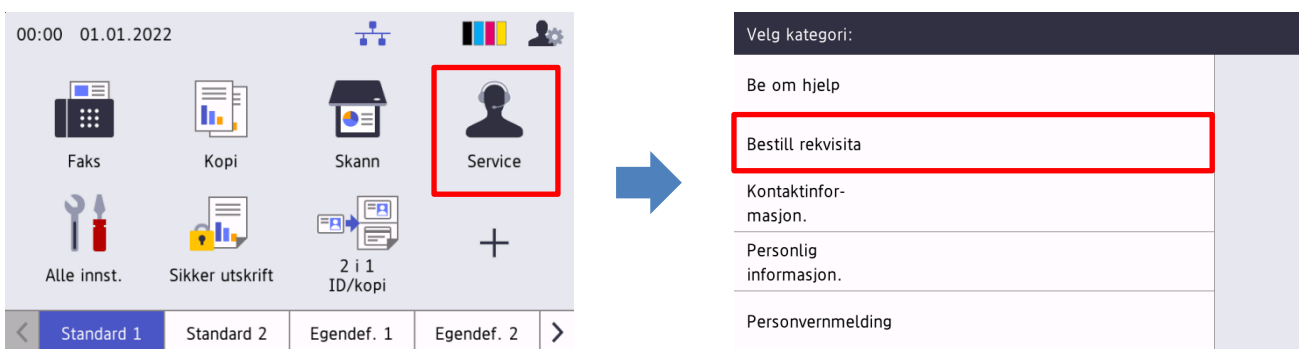 00:00 01.01.2022
Faks
Kopi
Skann
Service
Alle innst.
Sikker utskrift
2 i 1
ID/kopi
Standard 1
Standard 2
Egendef. 1
Egendef. 2
Velg kategori:
Be om hjelp
Bestill rekvisita
Kontaktinfor-
masjon.
Personlig
informasjon.
Personvernmelding